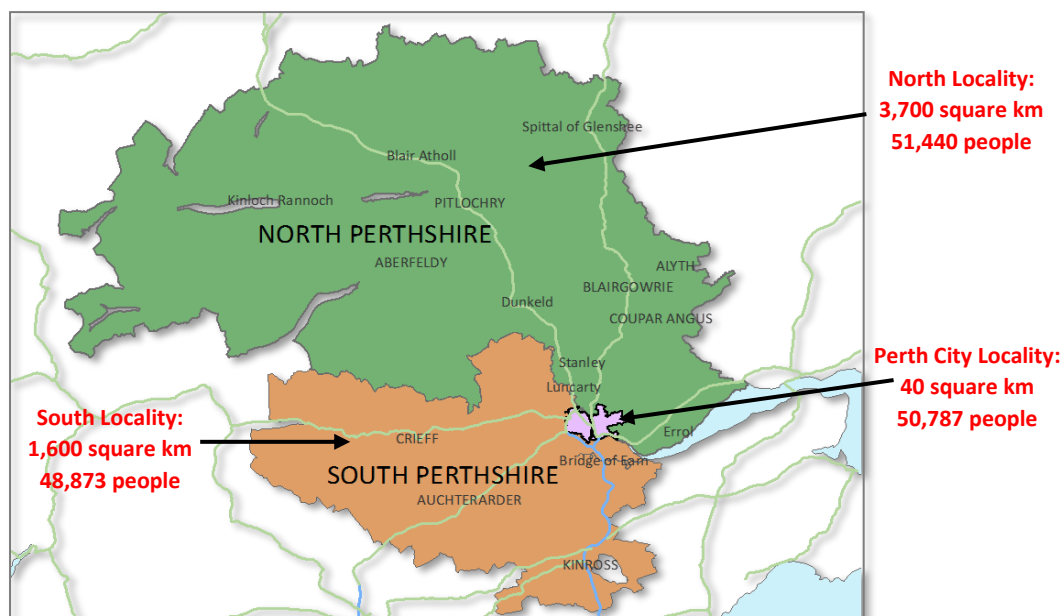 North Locality:
3,700 square km
51,440 people
Spittal of Glenshee
Blair Atholl
Kinloch Rannoch
PITLOCHRY
NORTH PERTHSHIRE
ABERFELDY
ALYTH
BLAIRGOWRIE
Dunkeld
COUPAR ANGUS
Stanley
Luncarty
Perth City Locality:
40 square km
50,787 people
South Locality:
1,600 square km
48,873 people
Errol
CRIEFF
Bridge of Earn
SOUTH PERTHSHIRE
AUCHTERARDER
KINROSS